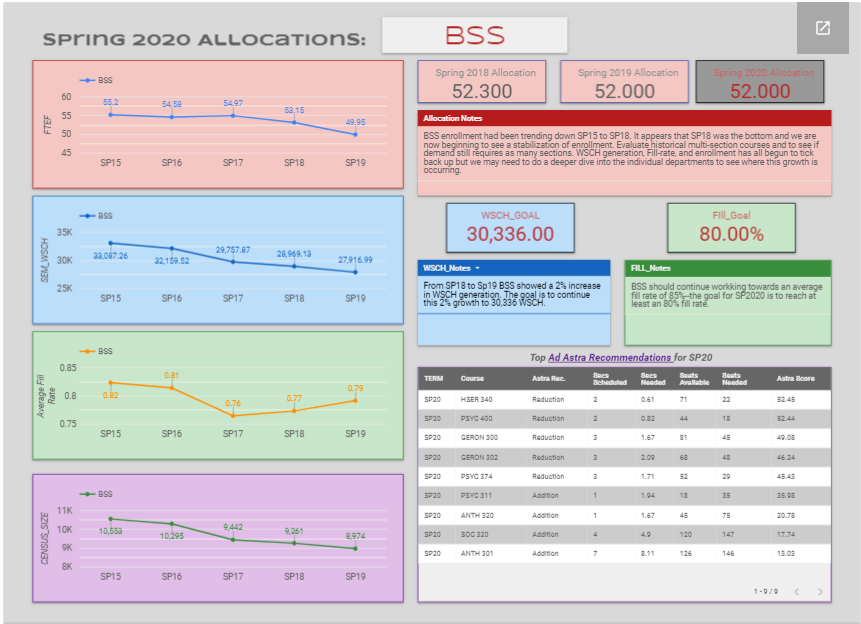 Spring 2020 Allocations:
BSS
BSS
FTEF
60
55
50
45
55.2
54.58
54.97
53.15
49.95
SP15 SP16 SP17 SP18 SP19
Spring 2018 Allocation
52.300
Spring 2019 Allocation
52.000
Spring 2020 Allocation
52.000
Allocation Notes
BSS enrollment had been trending down SP15 to SP18. It appears that SP18 was the bottom and we are
now beginning to see a stabilization of enrollment. Evaluate historical multi-section courses and to see if
demand still requires as many sections. WSCH generation, Fill-rate, and enrollment has all begun to tick
back up but we may need to do a deeper dive into the individual departments to see where this growth is
occurring.
BSS
SEM_WSCH
35K
30K
25K
33,087.26
32,159.52
29,757.87
28,969.13
27,916.99
SP15 SP16 SP17 SP18 SP19
WSCH_GOAL
30,336.00
Fill_Goal
80.00%
WSCH_Notes
From SP18 to Sp19 BSS showed a 2% increase
in WSCH generation. The goal is to continue
this 2% growth to 30,336 WSCH.
FILL_Notes
BSS should continue workking towards an average
fill rate of 85%--the goal for SP2020 is to reach at
least an 80% fill rate.
BSS
Average Fill
Rate
0.85
0.8
0.75
0.82
0.81
0.76
0.77
0.79
SP15 SP16 SP17 SP18 SP19
Top Ad Astra Recommendations for SP20
TERM Course Astra Rec. Secs Scheduled Secs Needed Seats Available Seats Needed Astra Score
SP20 HSER 340 Reduction 2 0.61 71 22 52.45
SP20 PSYC 400 Reduction 2 0.82 44 18 52.44
SP20 GERON 300 Reduction 3 1.67 81 45 49.08
SP20 GERON 302 Reduction 3 2.09 68 48 46.24
SP20 PSYC 374 Reduction 3 1.71 52 29 45.43
SP20 PSYC 311 Addition 1 1.94 18 35 35.98
SP20 ANTH 320 Addition 1 1.67 45 75 20.78
SP20 SOC 320 Addition 4 4.9 120 147 17.74
SP20 ANTH 301 Addition 7 8.11 126 146 13.03
1 - 9 / 9
BSS
CENSUS_SIZE
11K
10K
9K
8K
10,553
10,295
9,442
9,261
8,974
SP15 SP16 SP17 SP18 SP19